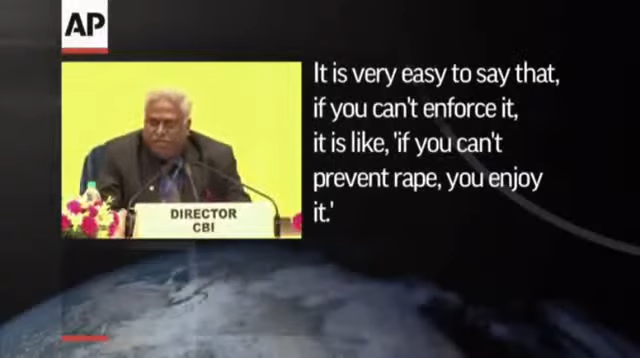 AP
It is very easy to say that,
if you can't enforce it,
it is like, 'if you can't
prevent rape, you enjoy
it.'
DIRECTOR
CBI